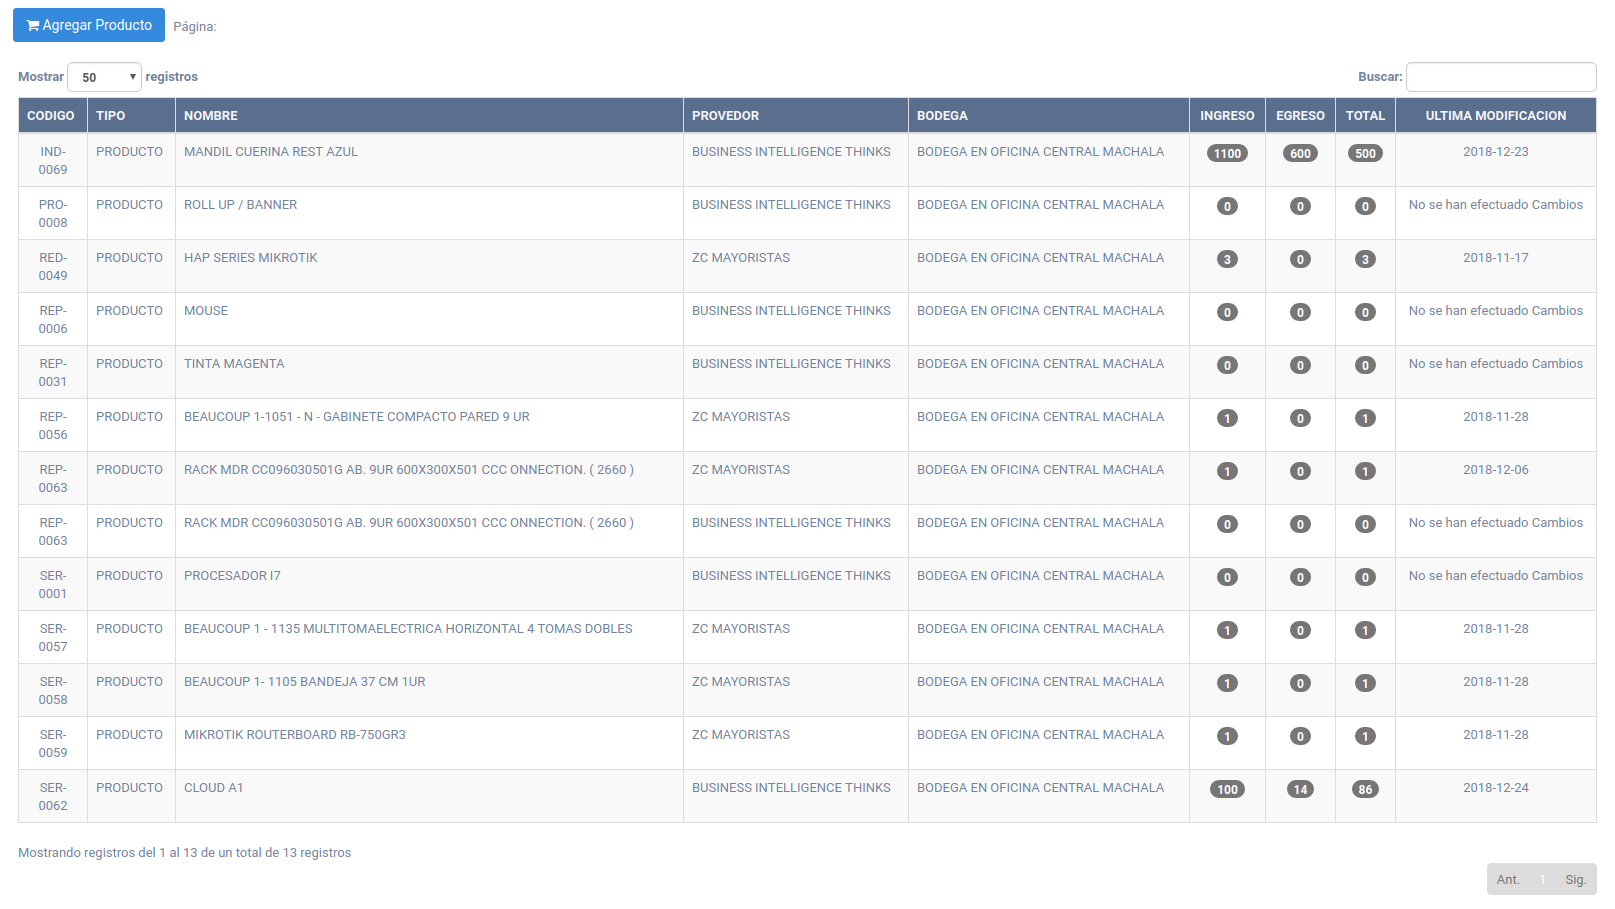 Agregar Producto Página:
Mostrar 50 registros Buscar:
CODIGO TIPO NOMBRE PROVEDOR BODEGA INGRESO EGRESO TOTAL ULTIMA MODIFICACION
IND-0069 PRODUCTO MANDIL CUERINA REST AZUL BUSINESS INTELLIGENCE THINKS BODEGA EN OFICINA CENTRAL MACHALA 1100 600 500 2018-12-23
PRO-0008 PRODUCTO ROLL UP / BANNER BUSINESS INTELLIGENCE THINKS BODEGA EN OFICINA CENTRAL MACHALA 0 0 0 No se han efectuado Cambios
RED-0049 PRODUCTO HAP SERIES MIKROTIK ZC MAYORISTAS BODEGA EN OFICINA CENTRAL MACHALA 3 0 3 2018-11-17
REP-0006 PRODUCTO MOUSE BUSINESS INTELLIGENCE THINKS BODEGA EN OFICINA CENTRAL MACHALA 0 0 0 No se han efectuado Cambios
REP-0031 PRODUCTO TINTA MAGENTA BUSINESS INTELLIGENCE THINKS BODEGA EN OFICINA CENTRAL MACHALA 0 0 0 No se han efectuado Cambios
REP-0056 PRODUCTO BEAUCOUP 1-1051 - N - GABINETE COMPACTO PARED 9 UR ZC MAYORISTAS BODEGA EN OFICINA CENTRAL MACHALA 1 0 1 2018-11-28
REP-0063 PRODUCTO RACK MDR CC096030501G AB. 9UR 600X300X501 CCC ONNECTION. ( 2660 ) ZC MAYORISTAS BODEGA EN OFICINA CENTRAL MACHALA 1 0 1 2018-12-06
REP-0063 PRODUCTO RACK MDR CC096030501G AB. 9UR 600X300X501 CCC ONNECTION. ( 2660 ) BUSINESS INTELLIGENCE THINKS BODEGA EN OFICINA CENTRAL MACHALA 0 0 0 No se han efectuado Cambios
SER-0001 PRODUCTO PROCESADOR I7 BUSINESS INTELLIGENCE THINKS BODEGA EN OFICINA CENTRAL MACHALA 0 0 0 No se han efectuado Cambios
SER-0057 PRODUCTO BEAUCOUP 1 - 1135 MULTITOMAELECTRICA HORIZONTAL 4 TOMAS DOBLES ZC MAYORISTAS BODEGA EN OFICINA CENTRAL MACHALA 1 0 1 2018-11-28
SER-0058 PRODUCTO BEAUCOUP 1- 1105 BANDEJA 37 CM 1UR ZC MAYORISTAS BODEGA EN OFICINA CENTRAL MACHALA 1 0 1 2018-11-28
SER-0059 PRODUCTO MIKROTIK ROUTERBOARD RB-750GR3 ZC MAYORISTAS BODEGA EN OFICINA CENTRAL MACHALA 1 0 1 2018-11-28
SER-0062 PRODUCTO CLOUD A1 BUSINESS INTELLIGENCE THINKS BODEGA EN OFICINA CENTRAL MACHALA 100 14 86 2018-12-24
Mostrando registros del 1 al 13 de un total de 13 registros
Ant. 1 Sig.